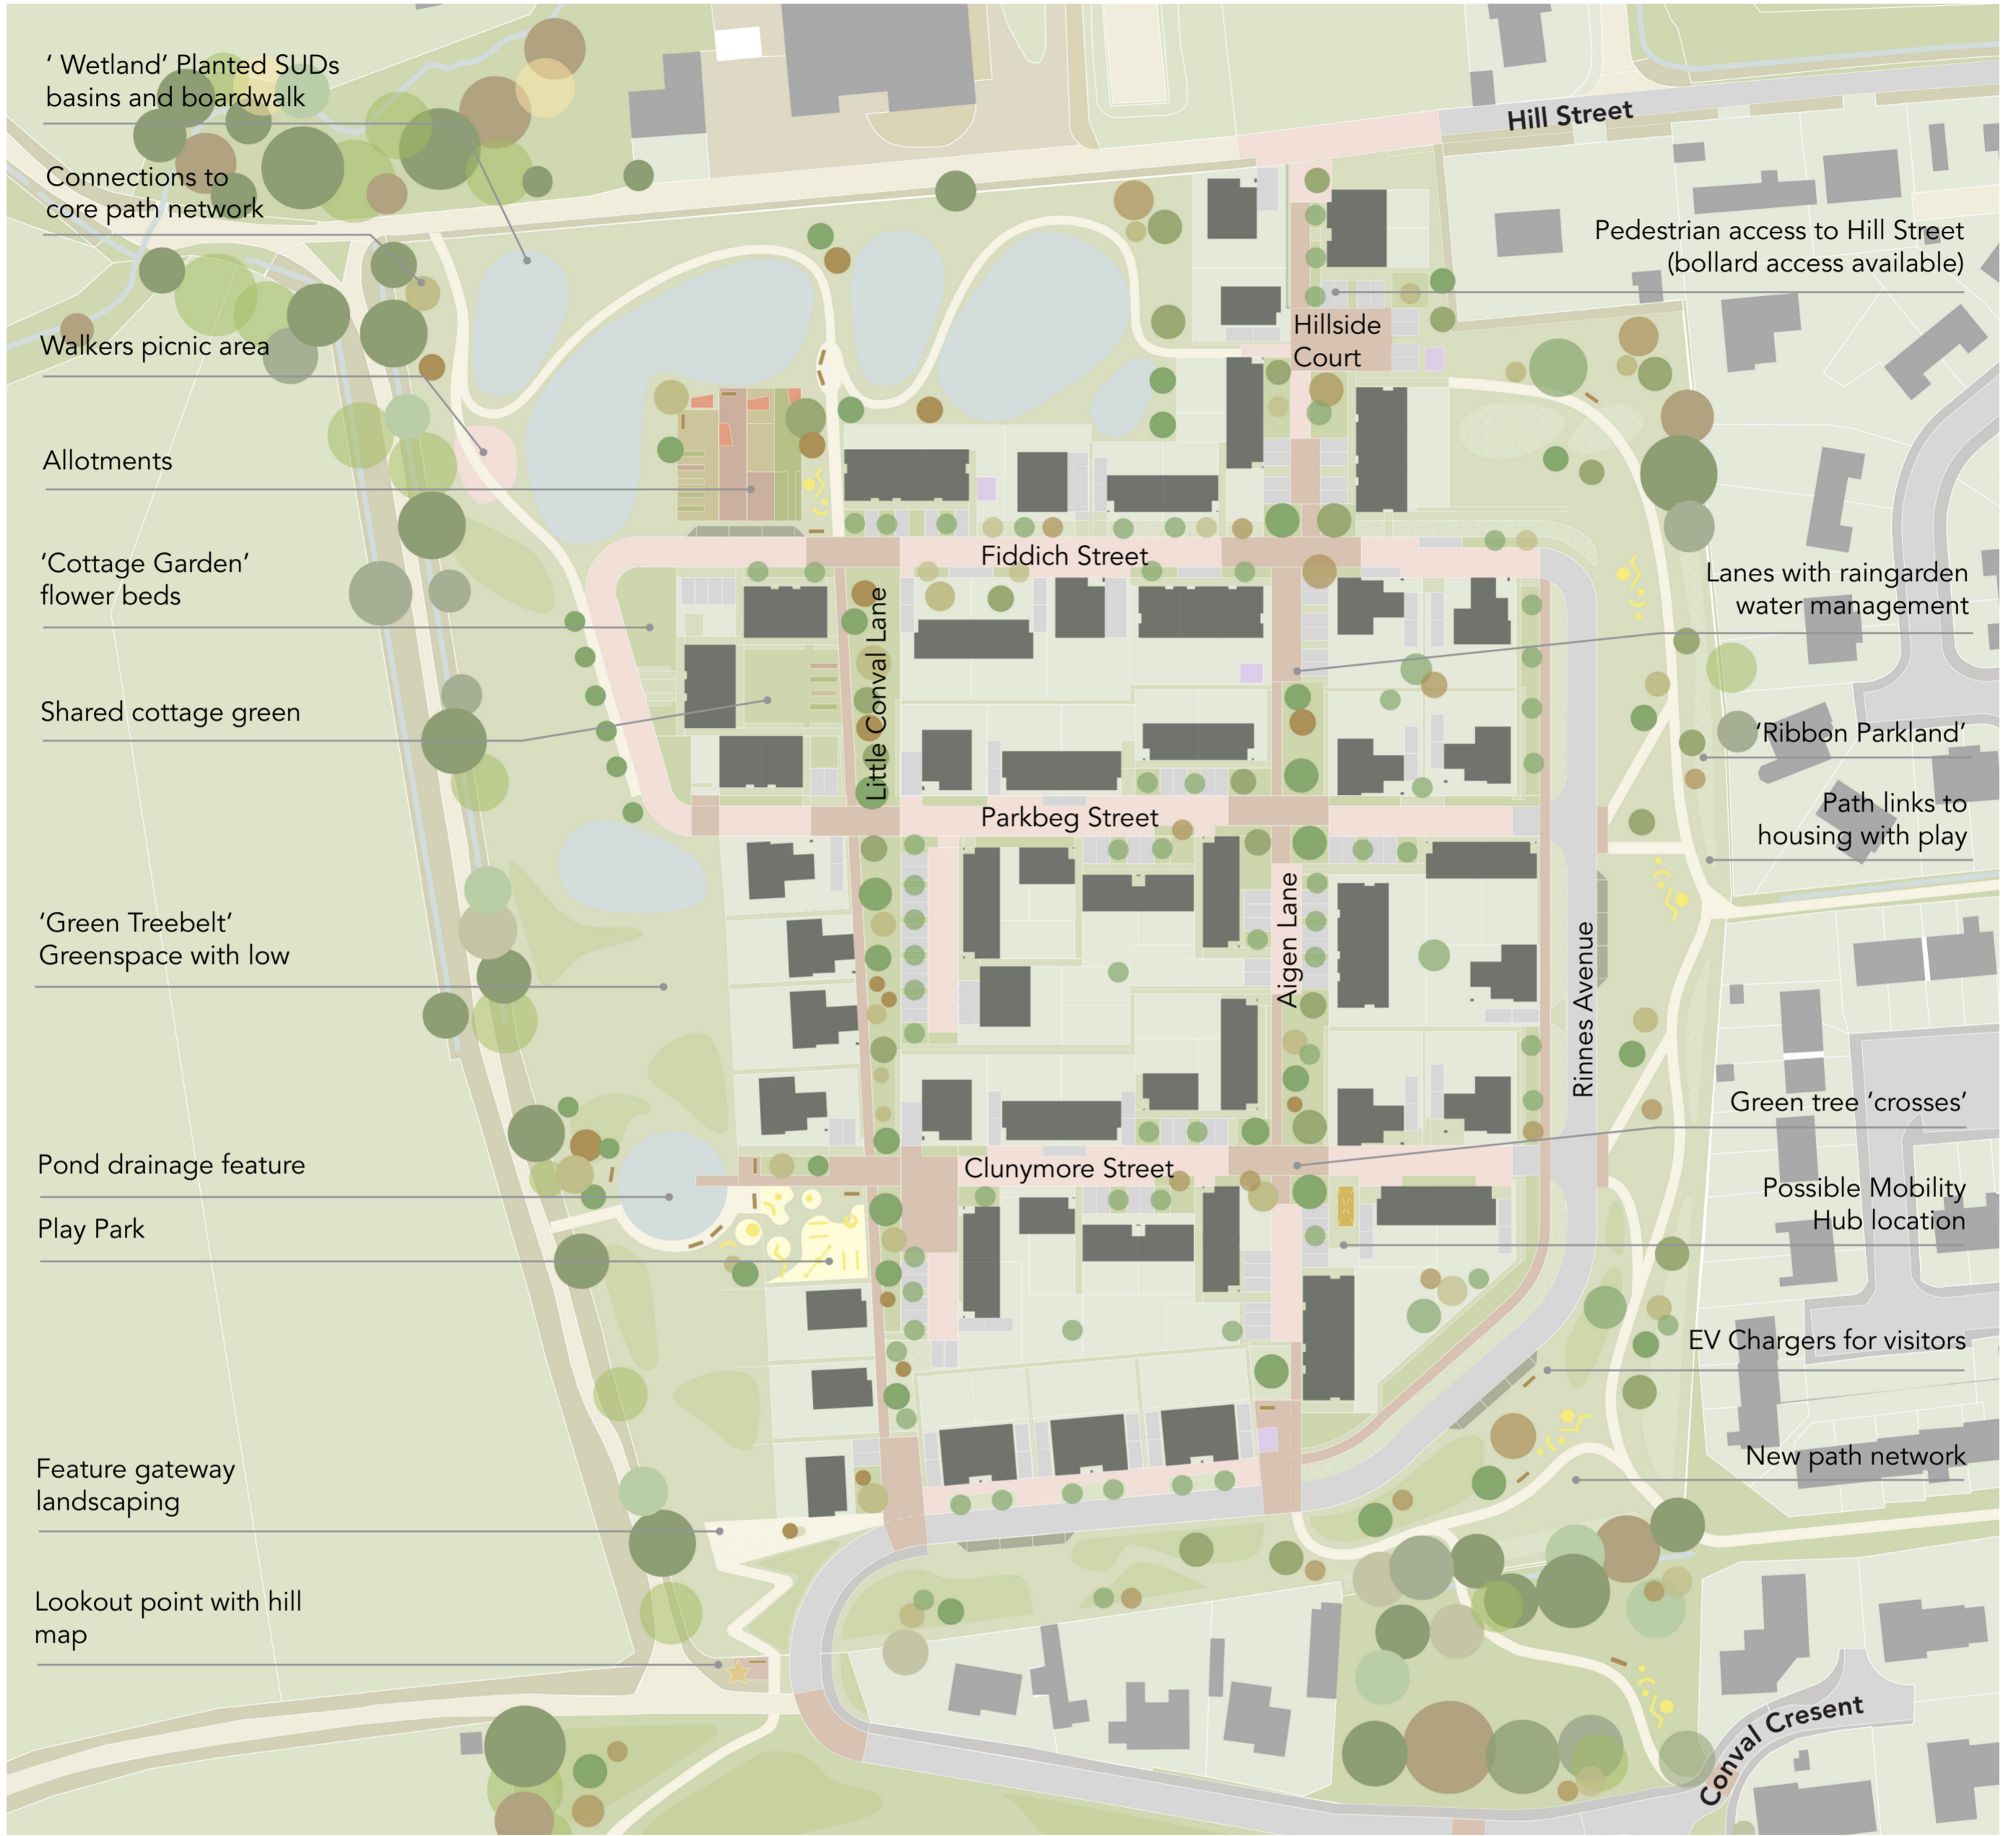 ‘ Wetland’ Planted SUDs
basins and boardwalk
Connections to
core path network
Walkers picnic area
Allotments
‘Cottage Garden’
flower beds
Shared cottage green
‘Green Treebelt’
Greenspace with low
Pond drainage feature
Play Park
Feature gateway
landscaping
Lookout point with hill
map
Hill Street
Hillside
Court
Fiddich Street
Little Conval Lane
Parkbeg Street
Aigen Lane
Rinnes Avenue
Clunymore Street
Conval Cresent
Pedestrian access to Hill Street
(bollard access available)
Lanes with raingarden
water management
‘Ribbon Parkland’
Path links to
housing with play
Green tree ‘crosses’
Possible Mobility
Hub location
EV Chargers for visitors
New path network